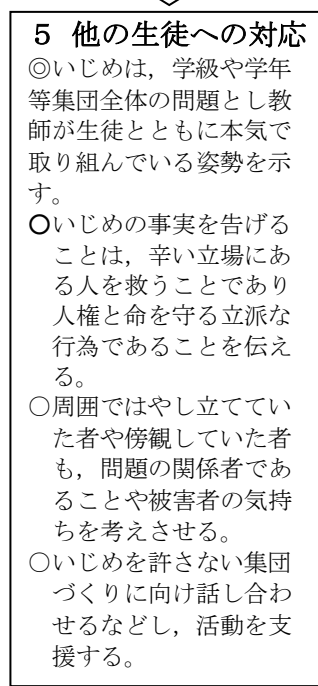 5 他の生徒への対応
◎いじめは，学級や学年
等集団全体の問題とし教
師が生徒とともに本気で
取り組んでいる姿勢を示
す。
○いじめの事実を告げる
ことは，辛い立場にあ
る人を救うことであり
人権と命を守る立派な
行為であることを伝え
る。
○周囲ではやし立ててい
た者や傍観していた者
も，問題の関係者であ
ることや被害者の気持
ちを考えさせる。
○いじめを許さない集団
づくりに向け話し合わ
せるなどし，活動を支
援する。